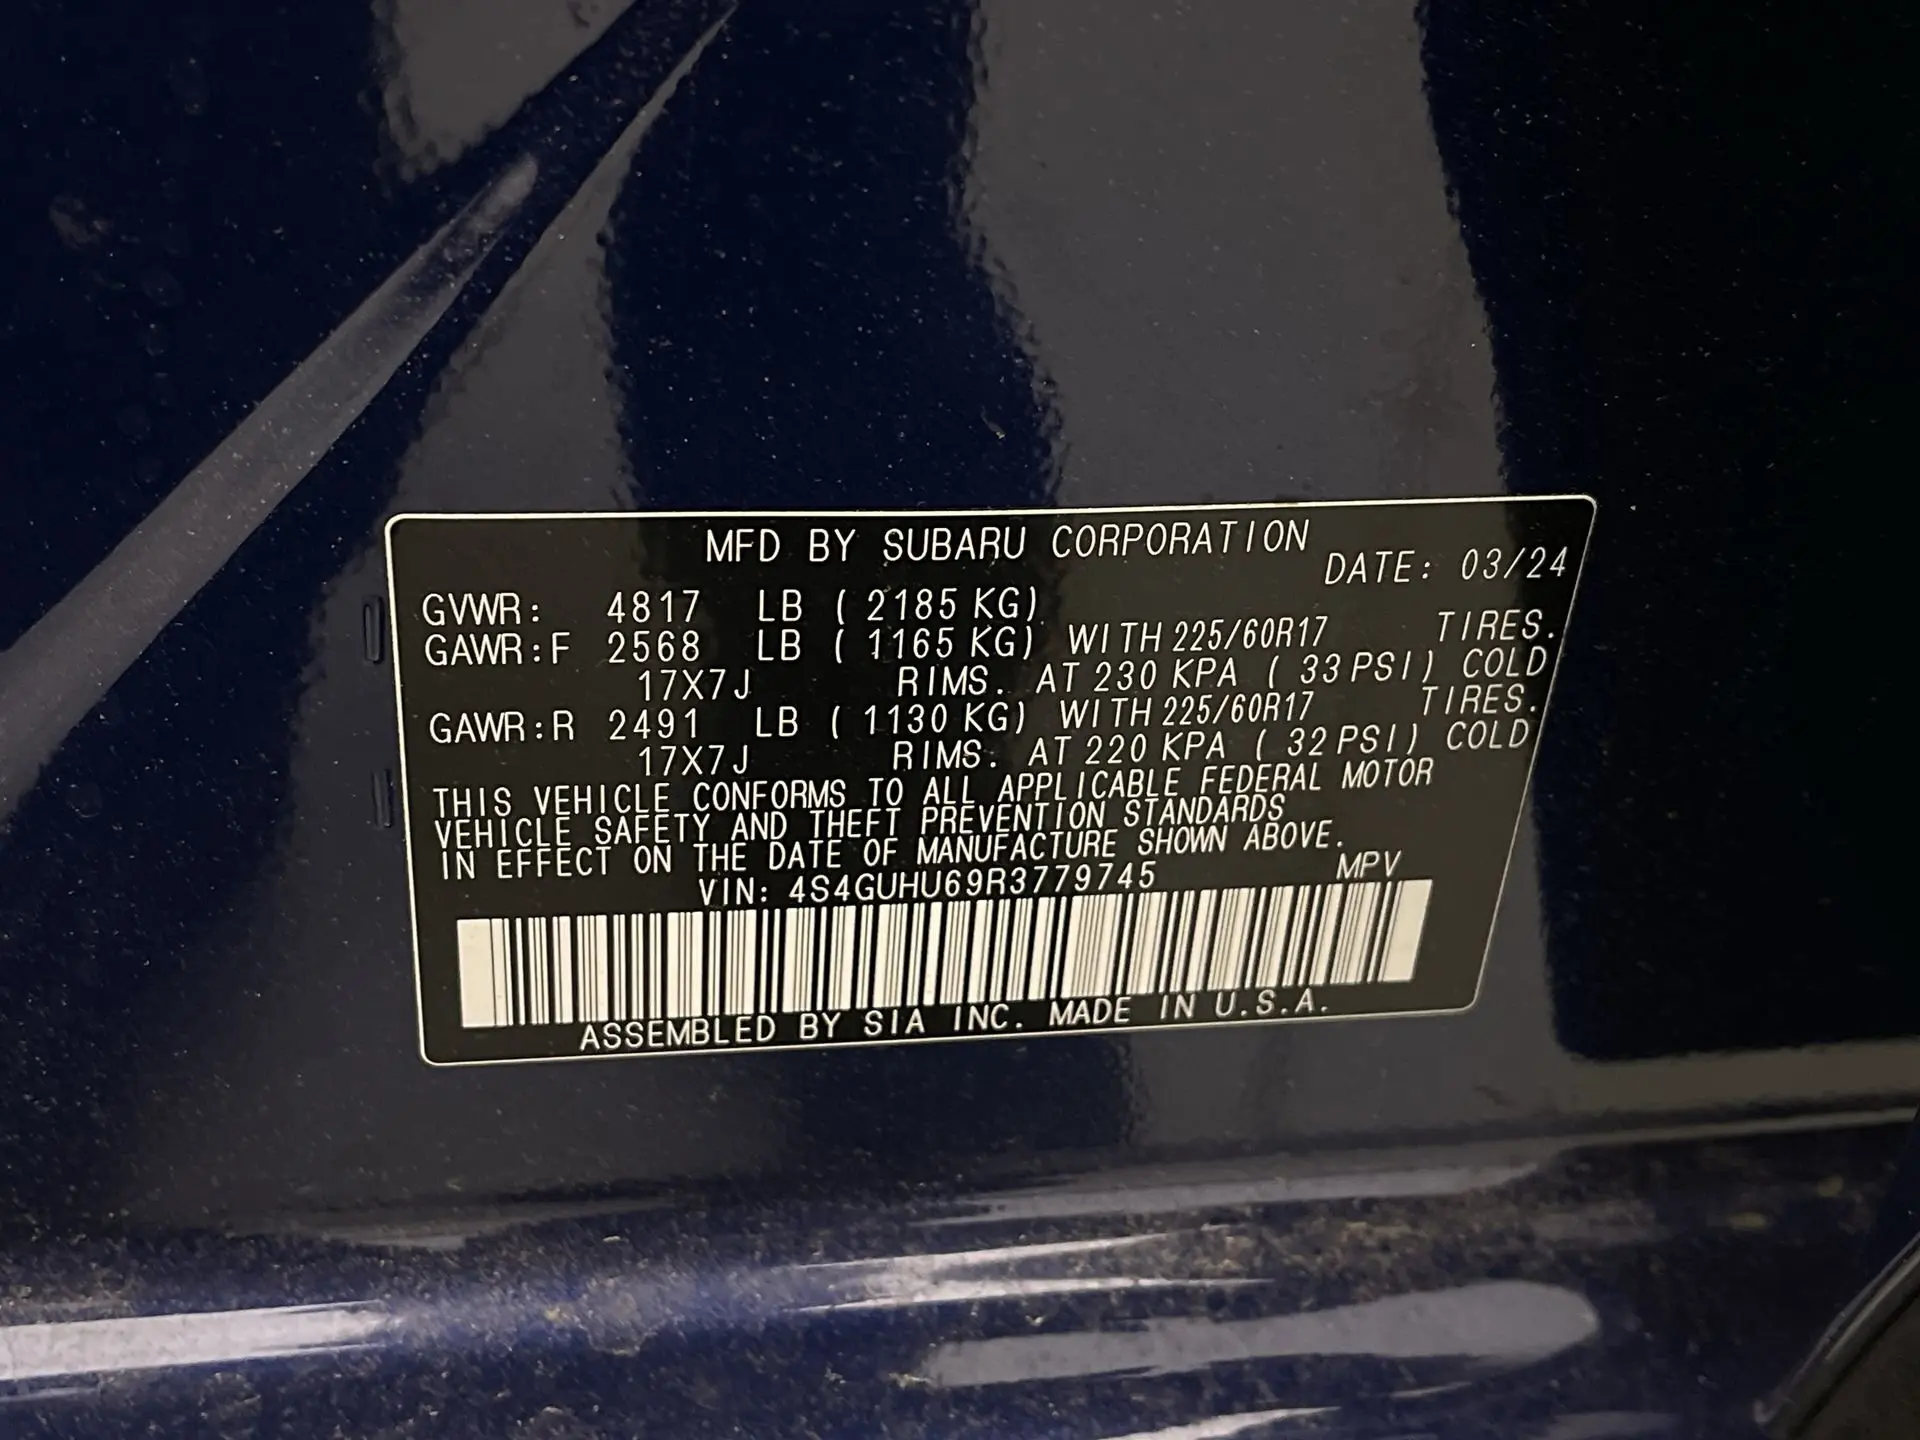 MFD BY SUBARU CORPORATION
DATE: 03/24
GVWR: 4817 LB ( 2185 KG)
GAWR:F 2568 LB ( 1165 KG) WITH 225/60R17 TIRES.
17X7J RIMS. AT 230 KPA ( 33 PSI) COLD
GAWR:R 2491 LB ( 1130 KG) WITH 225/60R17 TIRES.
17X7J RIMS. AT 220 KPA ( 32 PSI) COLD
THIS VEHICLE CONFORMS TO ALL APPLICABLE FEDERAL MOTOR
VEHICLE SAFETY AND THEFT PREVENTION STANDARDS
IN EFFECT ON THE DATE OF MANUFACTURE SHOWN ABOVE.
VIN: 4S4GUHU69R3779745 MPV
ASSEMBLED BY SIA INC. MADE IN U.S.A.